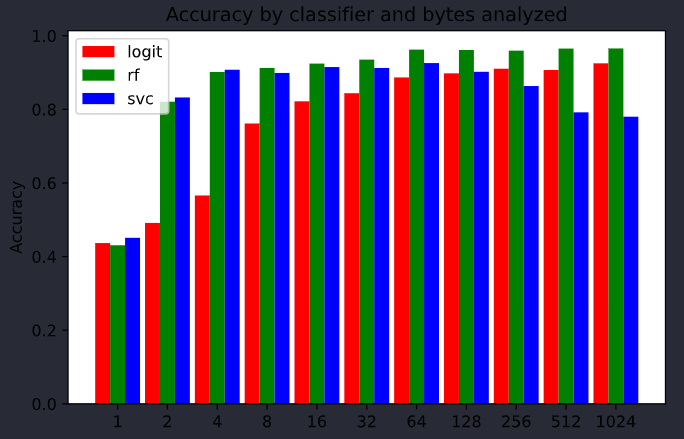 Accuracy by classifier and bytes analyzed
1.0
0.8
0.6
0.4
0.2
0.0
Accuracy
logit
rf
svc
1 2 4 8 16 32 64 128 256 512 1024